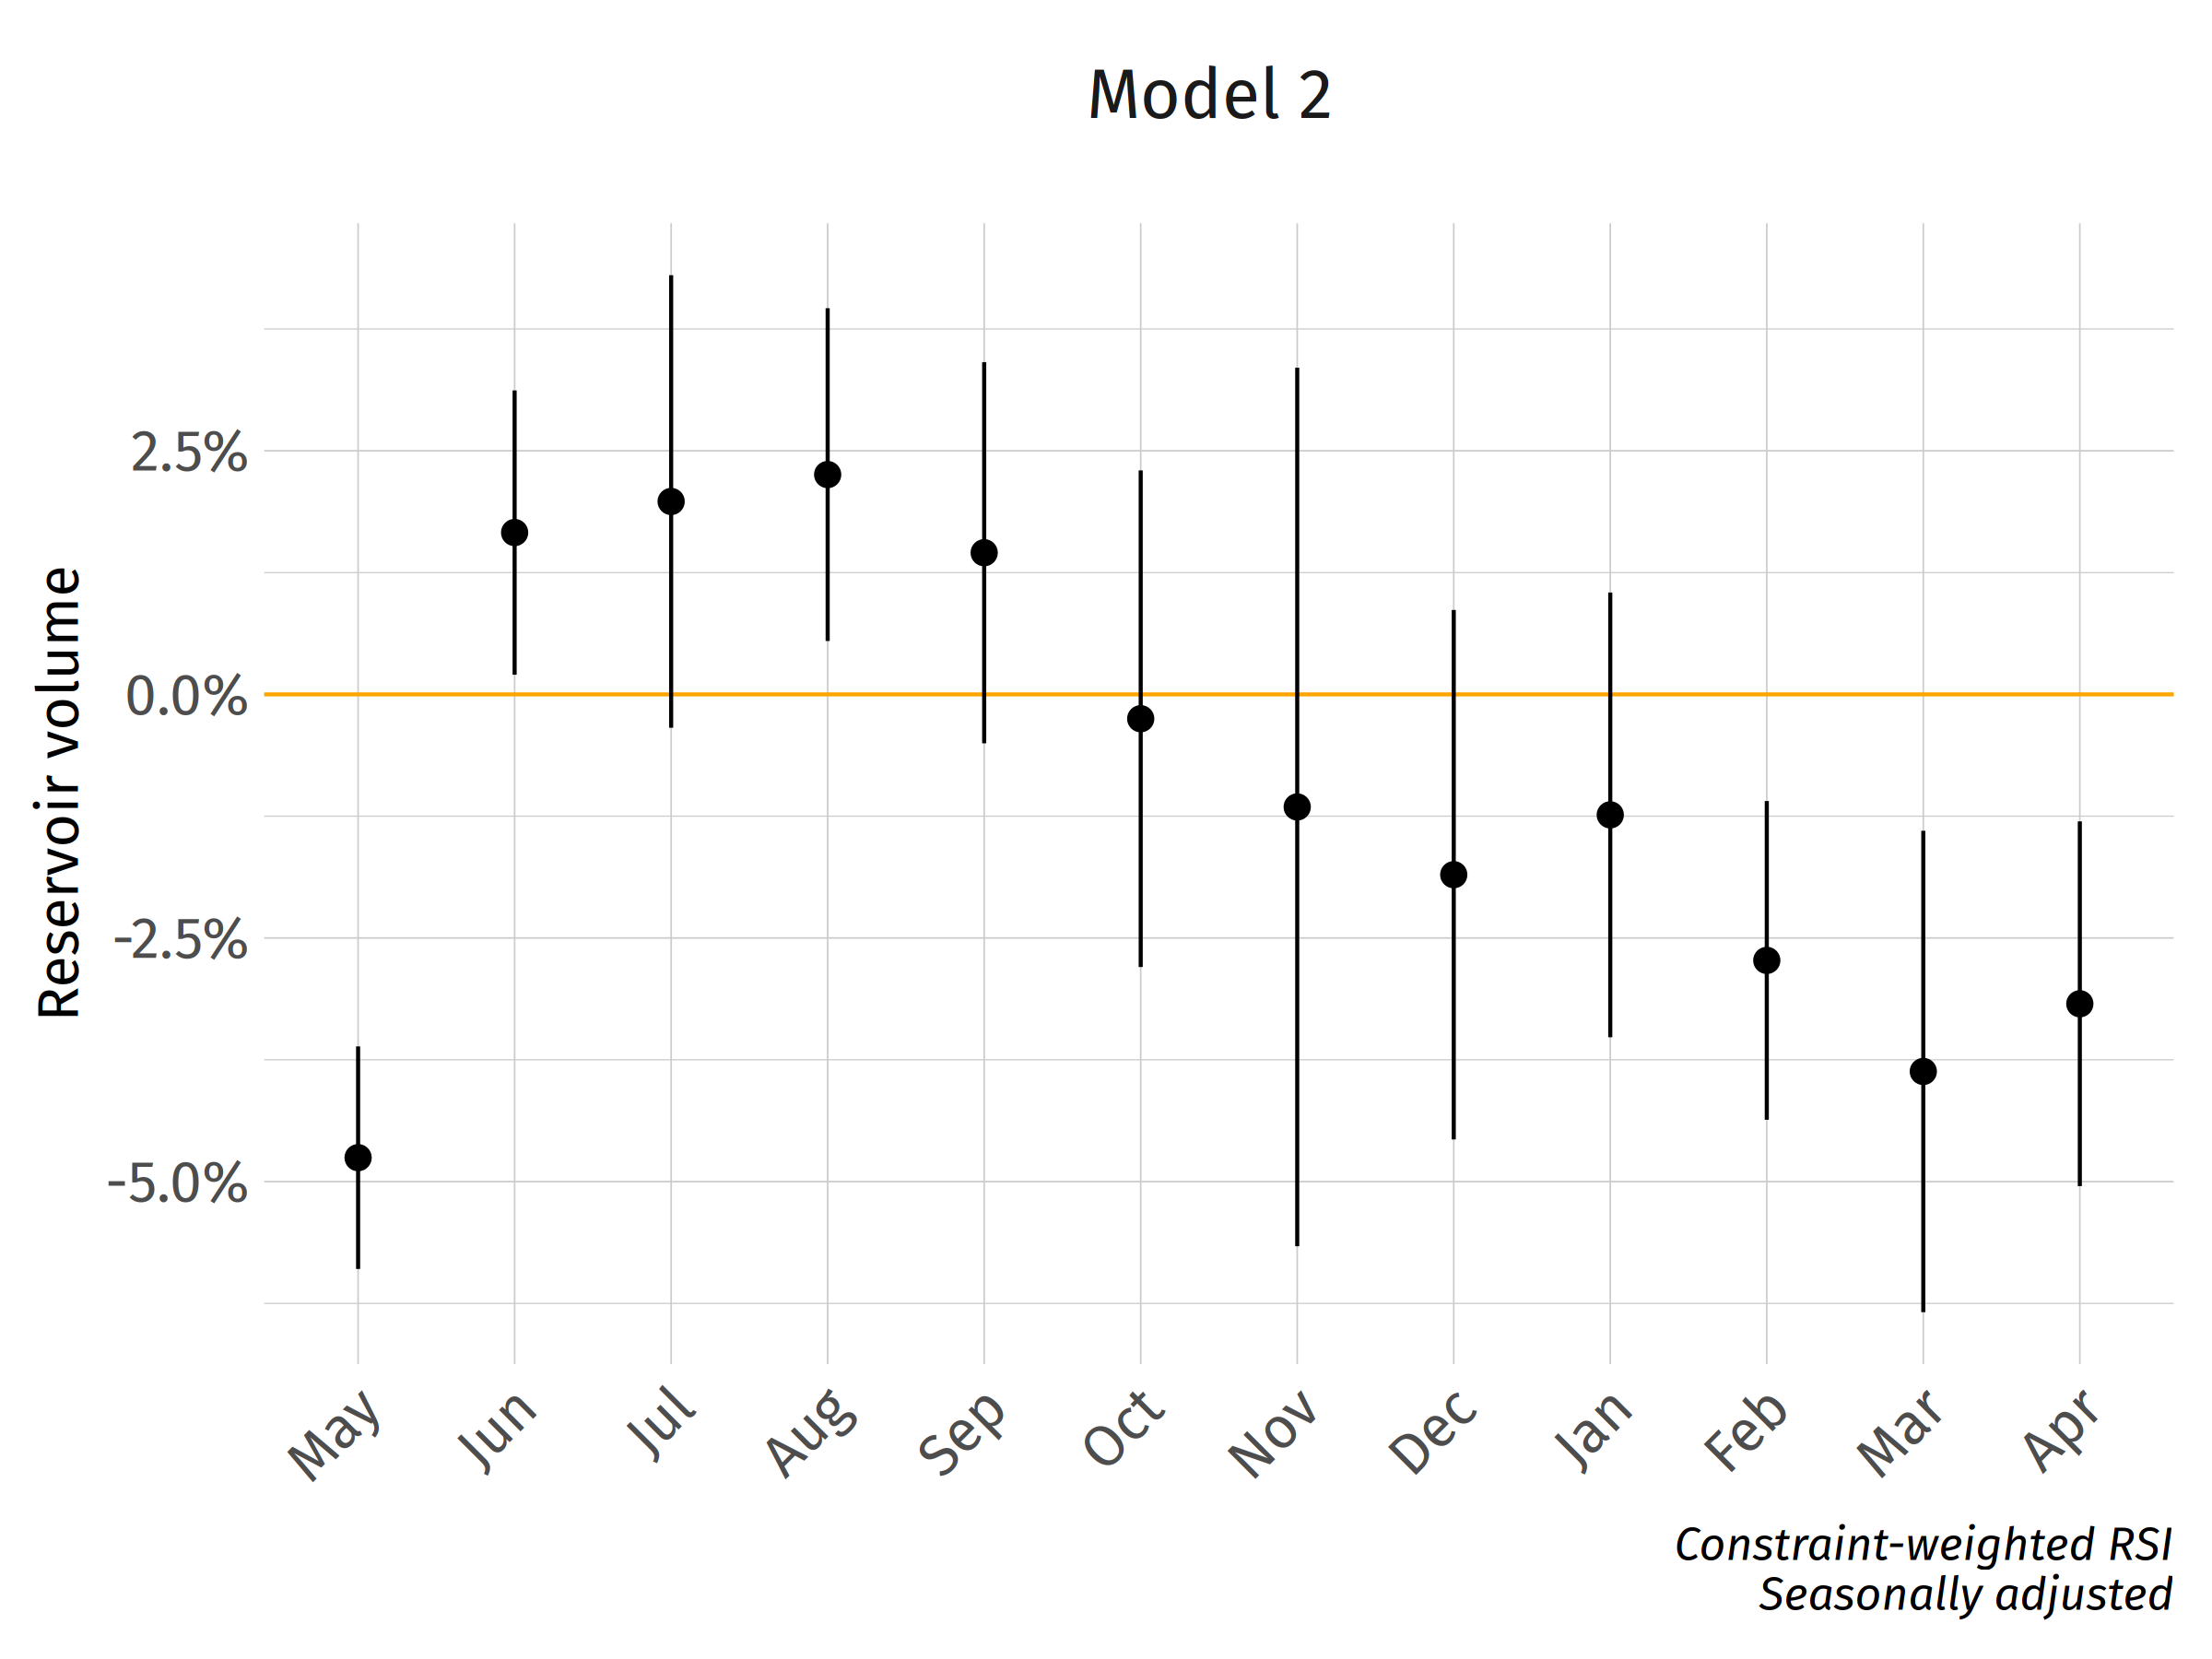 Model 2
Reservoir volume
2.5%
0.0%
-2.5%
-5.0%
May
Jun
Jul
Aug
Sep
Oct
Nov
Dec
Jan
Feb
Mar
Apr
Constraint-weighted RSI
Seasonally adjusted